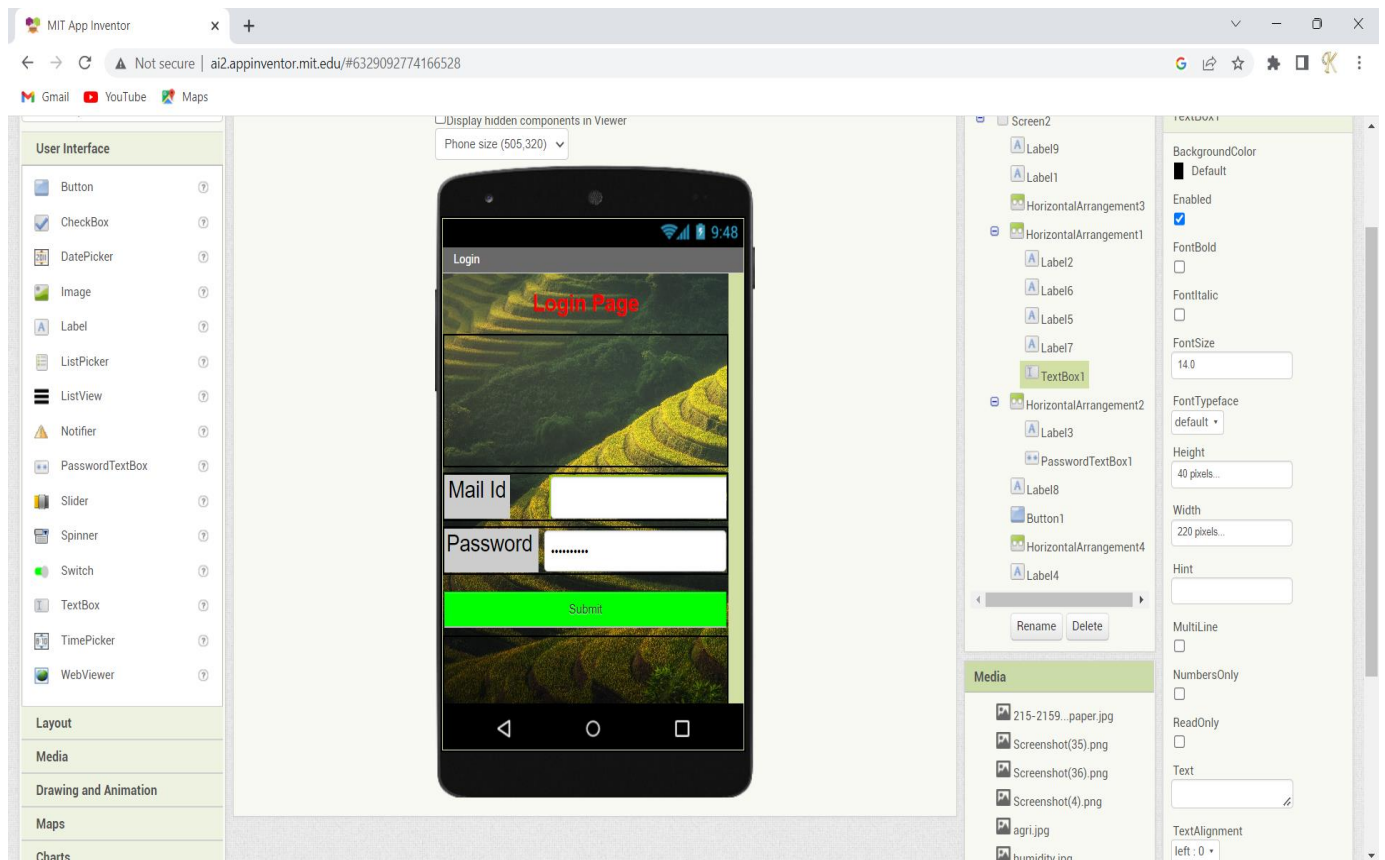 MIT App Inventor
Not secure | ai2.appinventor.mit.edu/#6329092774166528
Gmail YouTube Maps
User Interface
Button
CheckBox
DatePicker
Image
Label
ListPicker
ListView
Notifier
PasswordTextBox
Slider
Spinner
Switch
TextBox
TimePicker
WebViewer
Layout
Media
Drawing and Animation
Maps
Charts
Display hidden components in Viewer
Phone size (505,320)
9:48
Login
Login Page
Mail Id
Password
Submit
Screen2
Label9
Label1
HorizontalArrangement3
HorizontalArrangement1
Label2
Label6
Label5
Label7
TextBox1
HorizontalArrangement2
Label3
PasswordTextBox1
Label8
Button1
HorizontalArrangement4
Label4
Rename Delete
Media
215-2159...paper.jpg
Screenshot(35).png
Screenshot(36).png
Screenshot(4).png
agri.jpg
humidity.jpg
TextBox1
BackgroundColor
Default
Enabled
FontBold
FontItalic
FontSize
14.0
FontTypeface
default
Height
40 pixels...
Width
220 pixels...
Hint
MultiLine
NumbersOnly
ReadOnly
Text
TextAlignment
left : 0